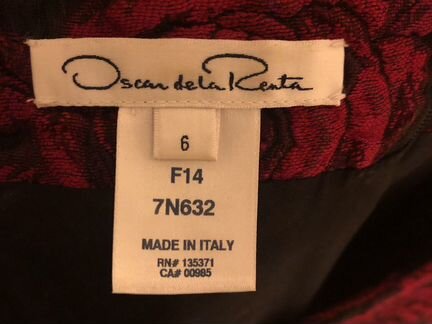 Oscar de la Renta
6
F14
7N632
MADE IN ITALY
RN# 135371
CA# 00985